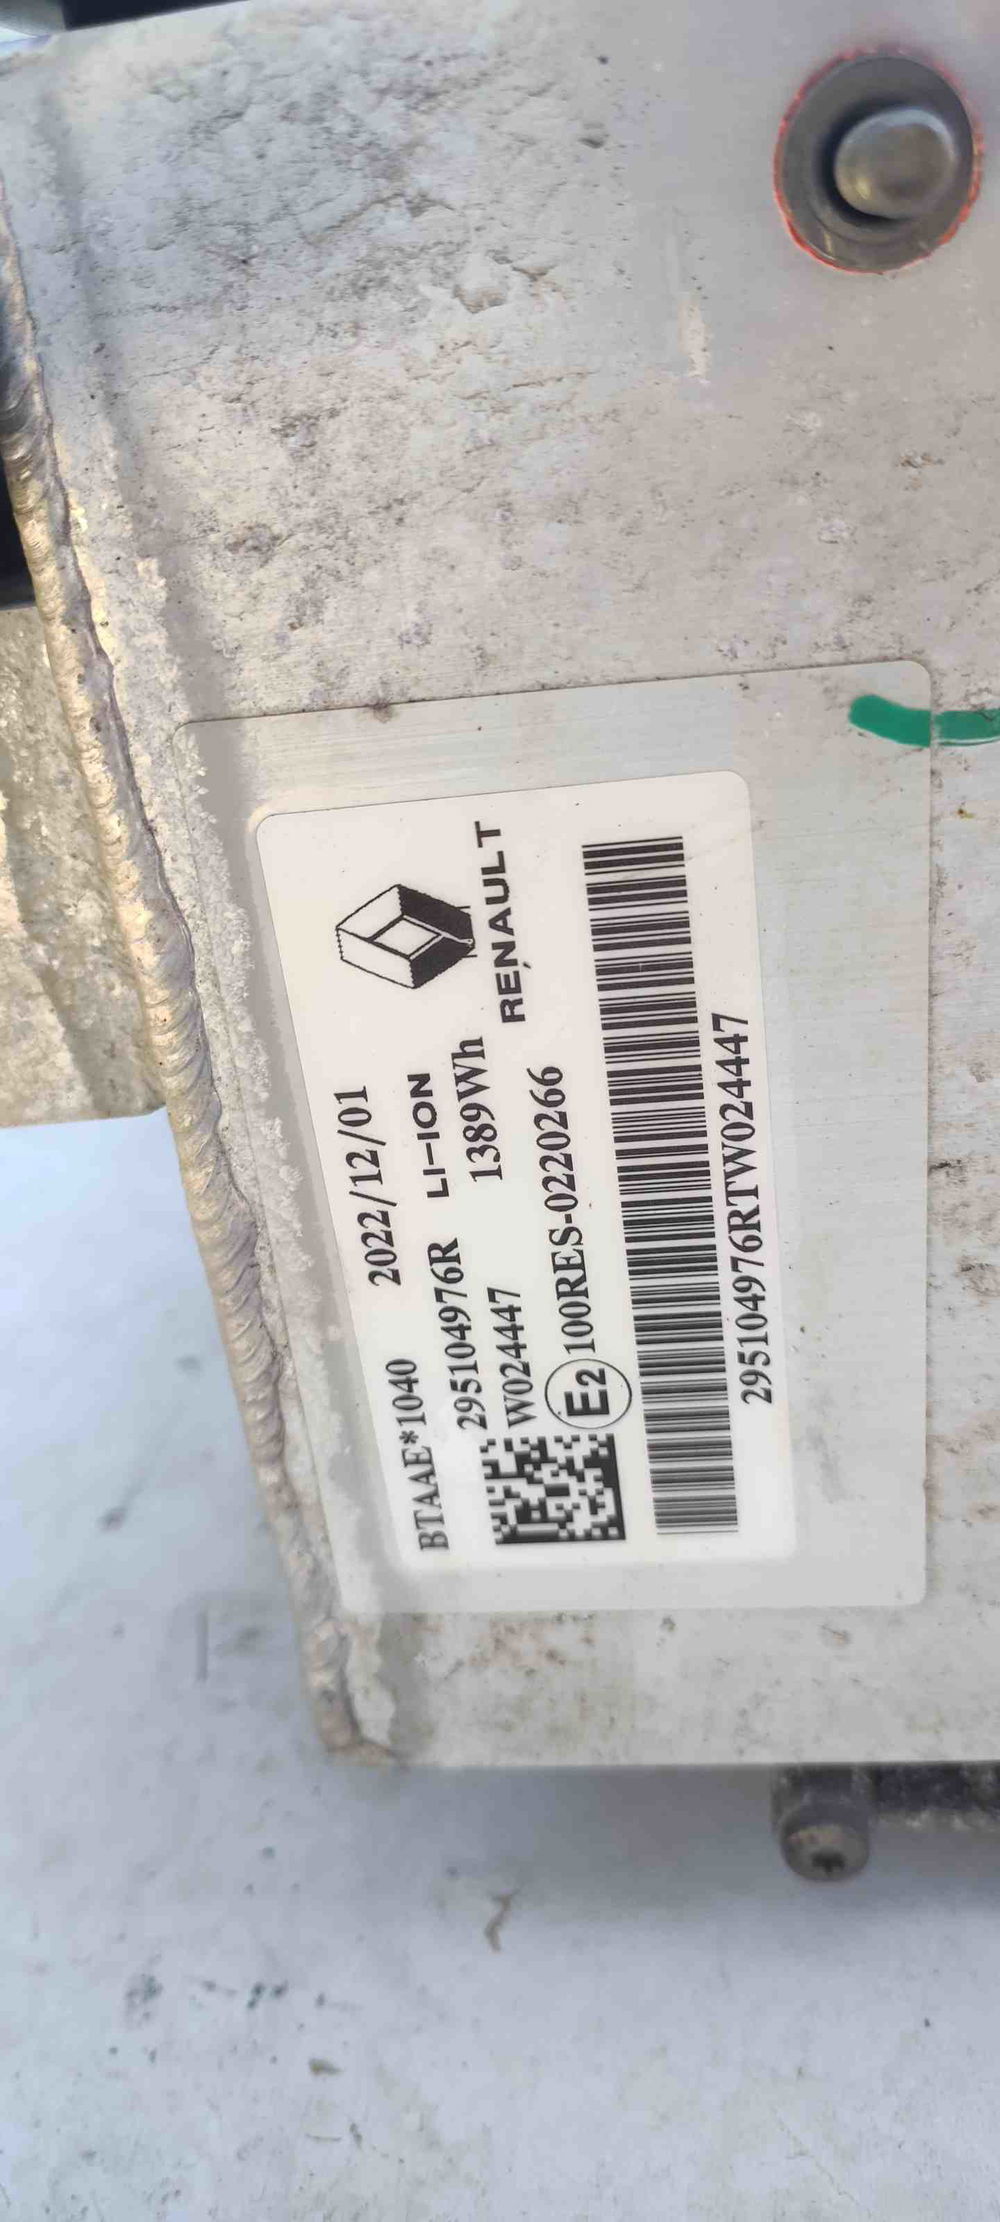 BTAAE*1040 2022/12/01
295104976R LI-ION
W024447 1389Wh
RENAULT
E2 100RES-0220266
295104976RTW024447